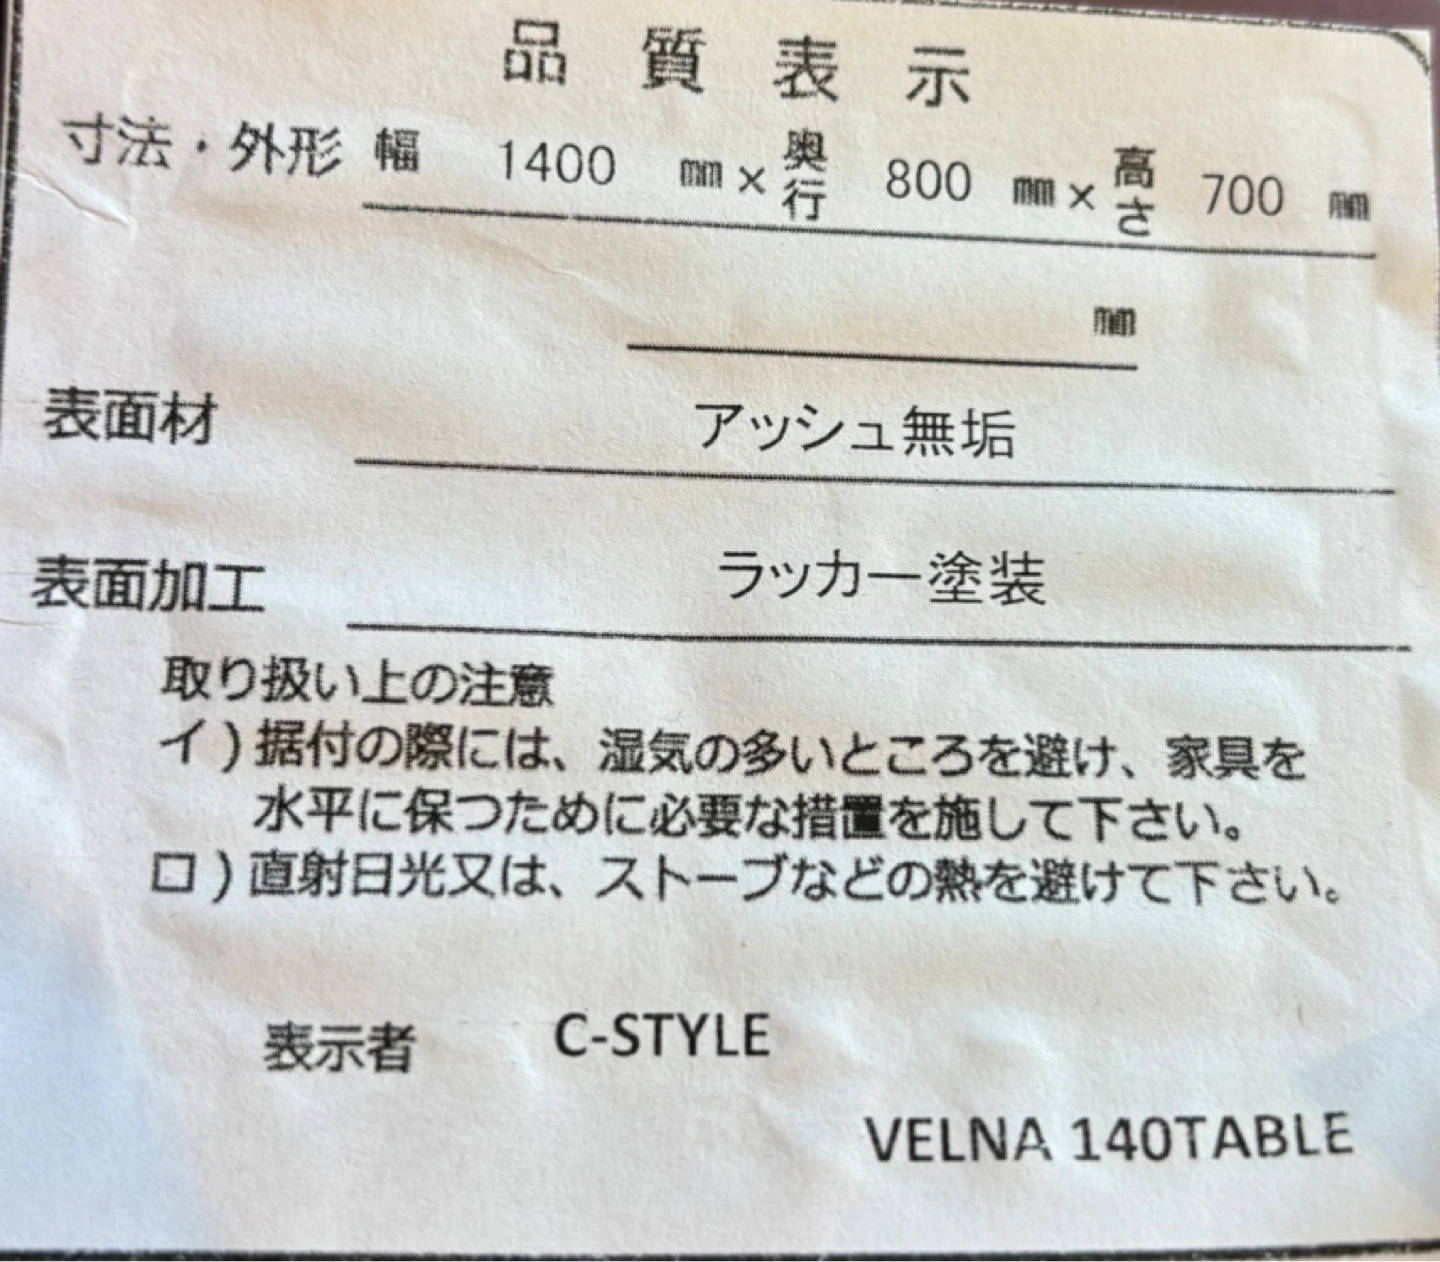 品質表示
寸法・外形 幅 1400 ㎜ × 奥行 800 ㎜ × 高さ 700 ㎜
㎜
表面材 アッシュ無垢
表面加工 ラッカー塗装
取り扱い上の注意
イ）据付の際には、湿気の多いところを避け、家具を
水平に保つために必要な措置を施して下さい。
ロ）直射日光又は、ストーブなどの熱を避けて下さい。
表示者 C-STYLE
VELNA 140TABLE